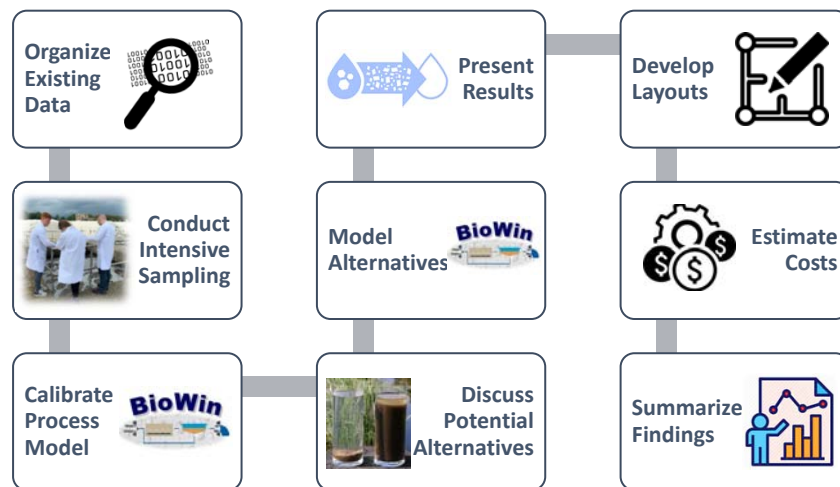 Organize
Existing
Data
Conduct
Intensive
Sampling
Calibrate
Process
Model
BioWin
Discuss
Potential
Alternatives
Model
Alternatives
BioWin
Present
Results
Develop
Layouts
Estimate
Costs
$ $ $
Summarize
Findings